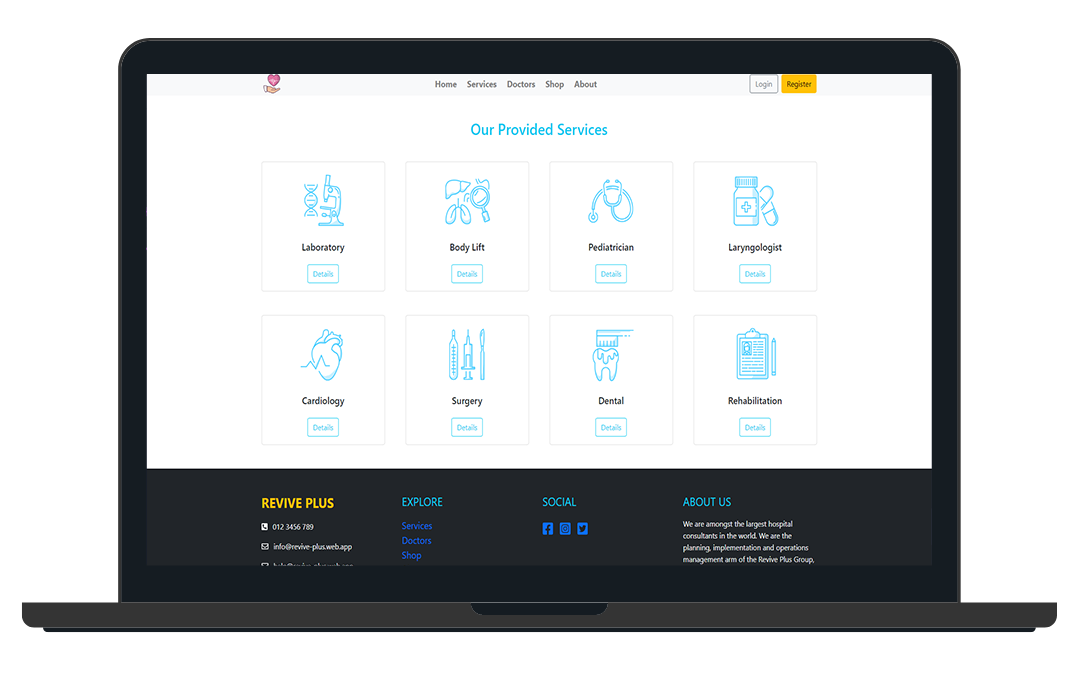 Home Services Doctors Shop About Login Register
Our Provided Services
Laboratory Body Lift Pediatrician Laryngologist
Details Details Details Details
Cardiology Surgery Dental Rehabilitation
Details Details Details Details
REVIVE PLUS
012 3456 789
info@revive-plus.web.app
EXPLORE
Services
Doctors
Shop
SOCIAL
ABOUT US
We are amongst the largest hospital
consultants in the world. We are the
planning, implementation and operations
management arm of the Revive Plus Group,